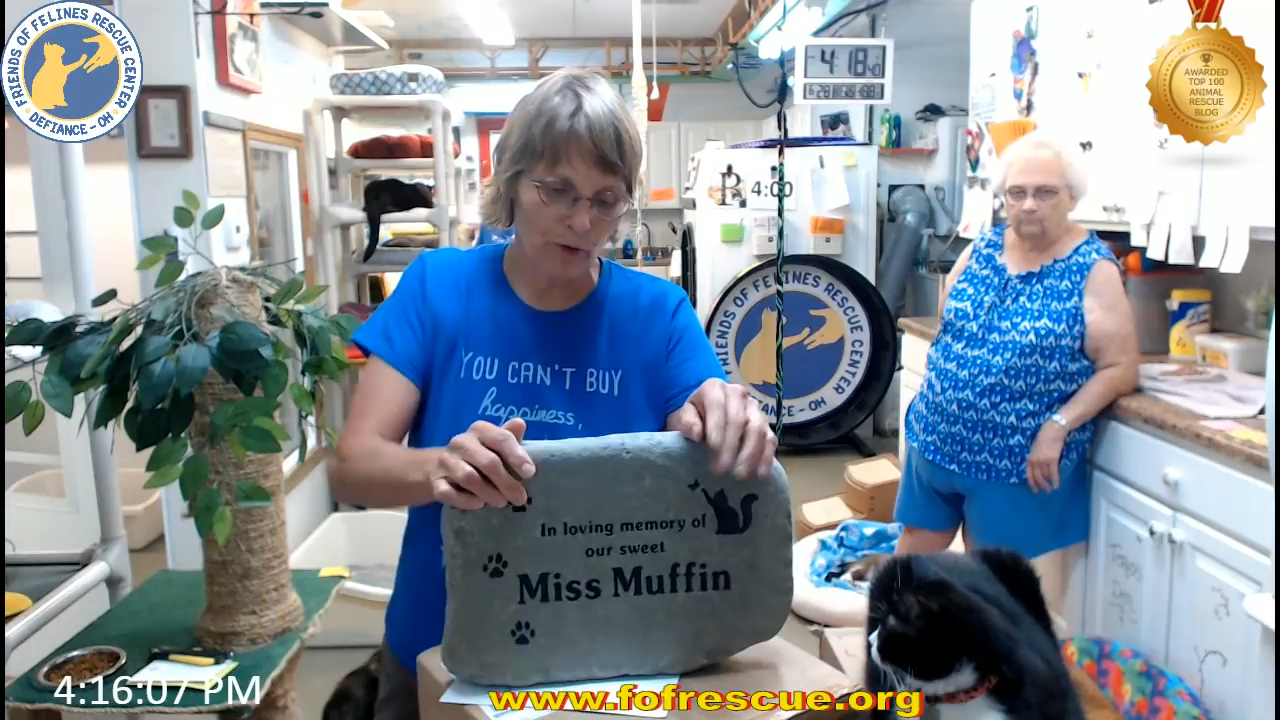 FRIENDS OF FELINES RESCUE CENTER
DEFIANCE - OH
AWARDED
TOP 100
ANIMAL
RESCUE
BLOG
4:18
4:00
FRIENDS OF FELINES RESCUE CENTER
YOU CAN'T BUY
happiness,
In loving memory of
our sweet
Miss Muffin
4:16:07 PM
www.fofrescue.org